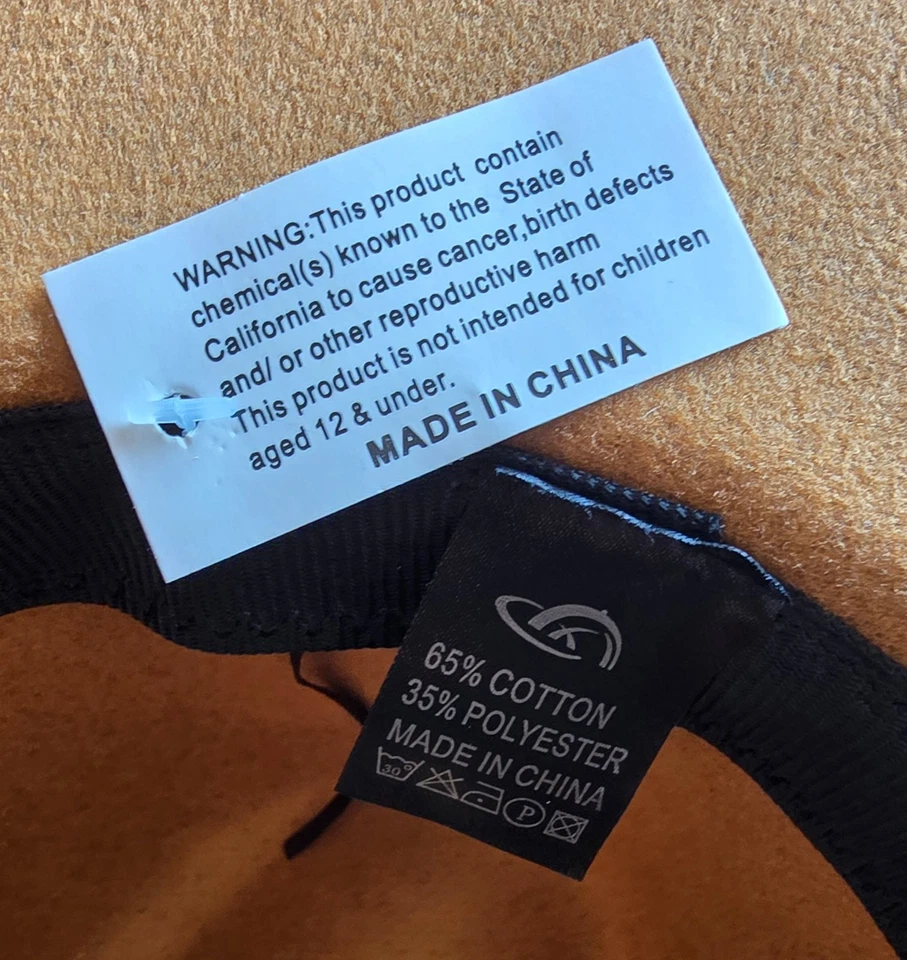 WARNING:This product contain
chemical(s) known to the State of
California to cause cancer,birth defects
and/ or other reproductive harm
This product is not intended for children
aged 12 & under.
MADE IN CHINA
65% COTTON
35% POLYESTER
MADE IN CHINA
30°
P